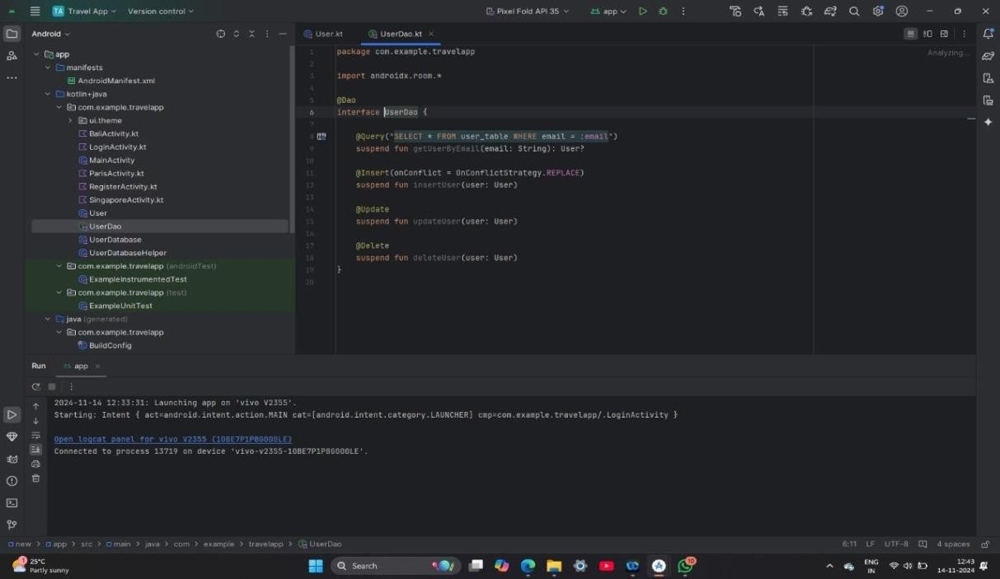 TA Travel App Version control
Pixel Fold API 35 app
Android
User.kt UserDao.kt
app
manifests
AndroidManifest.xml
kotlin+java
com.example.travelapp
ui.theme
BaliActivity.kt
LoginActivity.kt
MainActivity
ParisActivity.kt
RegisterActivity.kt
SingaporeActivity.kt
User
UserDao
UserDatabase
UserDatabaseHelper
com.example.travelapp (androidTest)
ExampleInstrumentedTest
com.example.travelapp (test)
ExampleUnitTest
java (generated)
com.example.travelapp
BuildConfig
Analyzing...
1 package com.example.travelapp
2
3 import androidx.room.*
4
5 @Dao
6 interface UserDao {
7
8 @Query("SELECT * FROM user_table WHERE email = :email")
9 suspend fun getUserByEmail(email: String): User?
10
11 @Insert(onConflict = OnConflictStrategy.REPLACE)
12 suspend fun insertUser(user: User)
13
14 @Update
15 suspend fun updateUser(user: User)
16
17 @Delete
18 suspend fun deleteUser(user: User)
19 }
20
Run app
2024-11-14 12:33:31: Launching app on 'vivo V2355'.
Starting: Intent { act=android.intent.action.MAIN cat=[android.intent.category.LAUNCHER] cmp=com.example.travelapp/.LoginActivity }
Open logcat panel for vivo V2355 (10BE7P1P8G000LE)
Connected to process 13719 on device 'vivo-v2355-10BE7P1P8G000LE'.
new > app > src > main > java > com > example > travelapp > UserDao
6:11 LF UTF-8 4 spaces
1
25°C
Partly sunny
Search
10
ENG
IN
12:43
14-11-2024